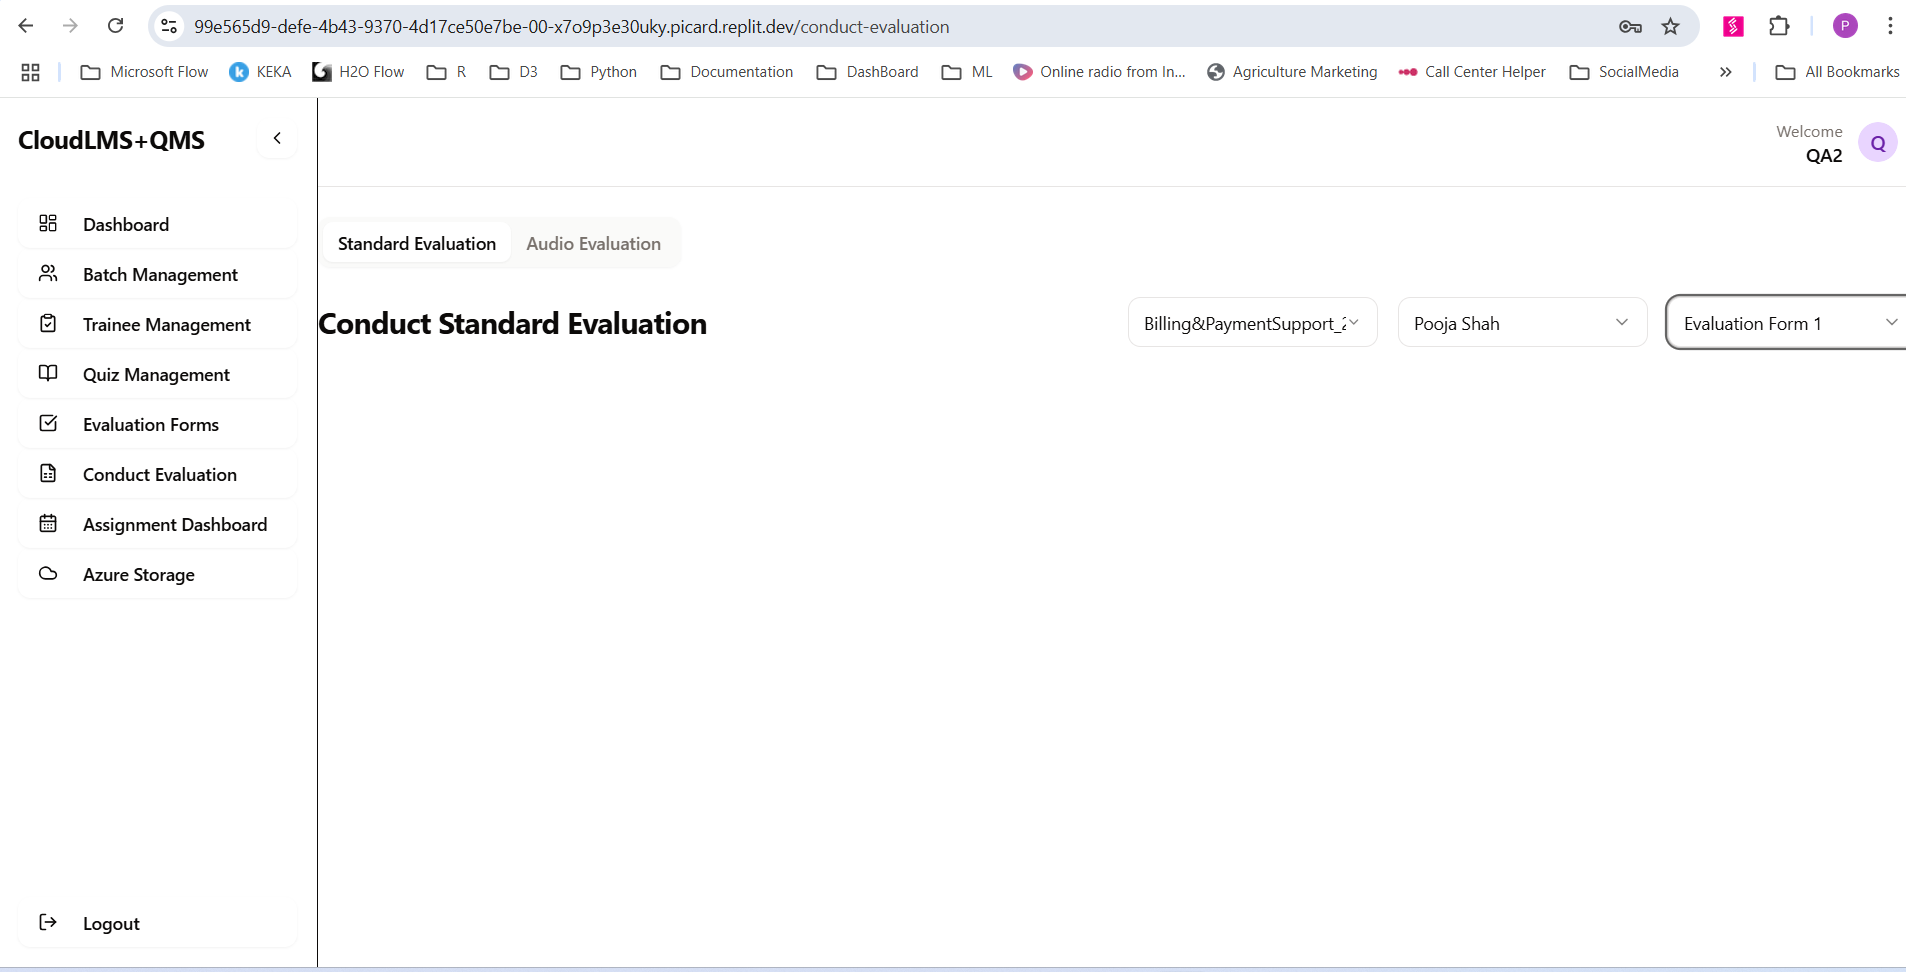 99e565d9-defe-4b43-9370-4d17ce50e7be-00-x7o9p3e30uky.picard.replit.dev/conduct-evaluation
P
Microsoft Flow
KEKA
H2O Flow
R
D3
Python
Documentation
DashBoard
ML
Online radio from In...
Agriculture Marketing
Call Center Helper
SocialMedia
All Bookmarks
CloudLMS+QMS
Welcome
QA2
Q
Dashboard
Batch Management
Trainee Management
Quiz Management
Evaluation Forms
Conduct Evaluation
Assignment Dashboard
Azure Storage
Logout
Standard Evaluation
Audio Evaluation
Conduct Standard Evaluation
Billing&PaymentSupport_
Pooja Shah
Evaluation Form 1